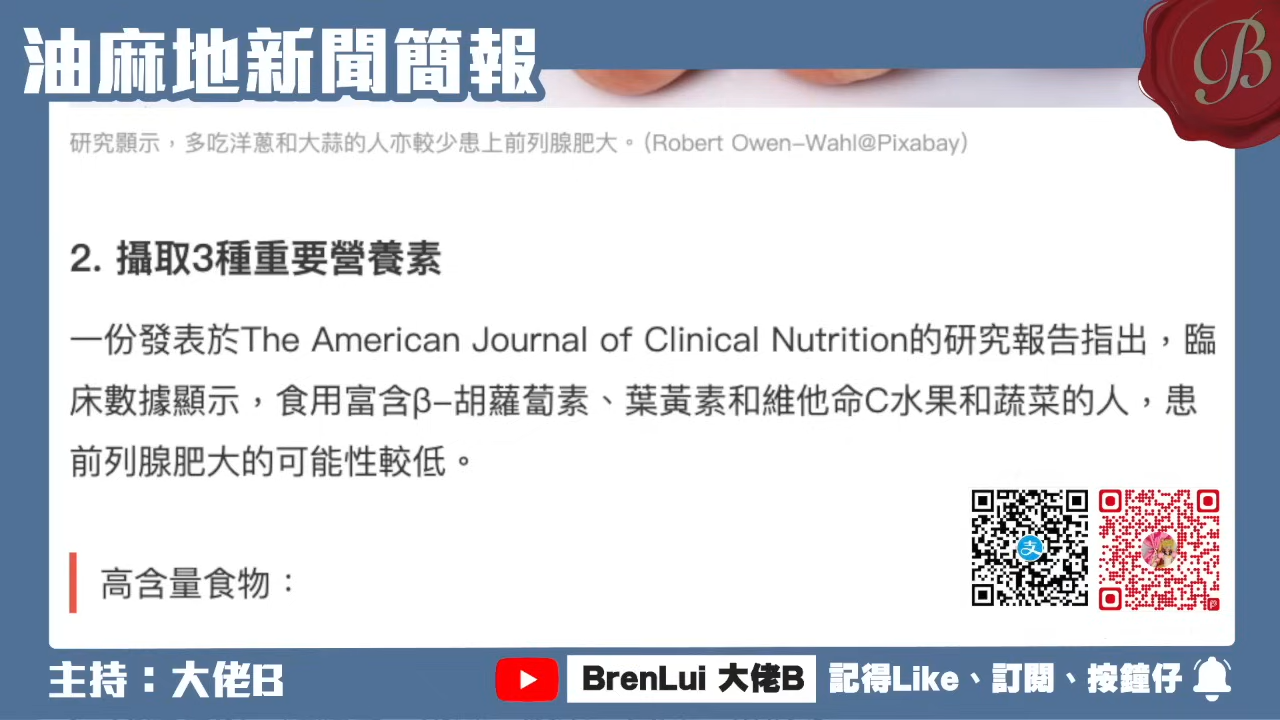 油麻地新聞簡報
B
研究顯示，多吃洋蔥和大蒜的人亦較少患上前列腺肥大。（Robert Owen-Wahl@Pixabay）
2. 攝取3種重要營養素
一份發表於The American Journal of Clinical Nutrition的研究報告指出，臨
床數據顯示，食用富含β-胡蘿蔔素、葉黃素和維他命C水果和蔬菜的人，患
前列腺肥大的可能性較低。
支
高含量食物：
主持：大佬B
BrenLui 大佬B
記得Like、訂閱、按鐘仔